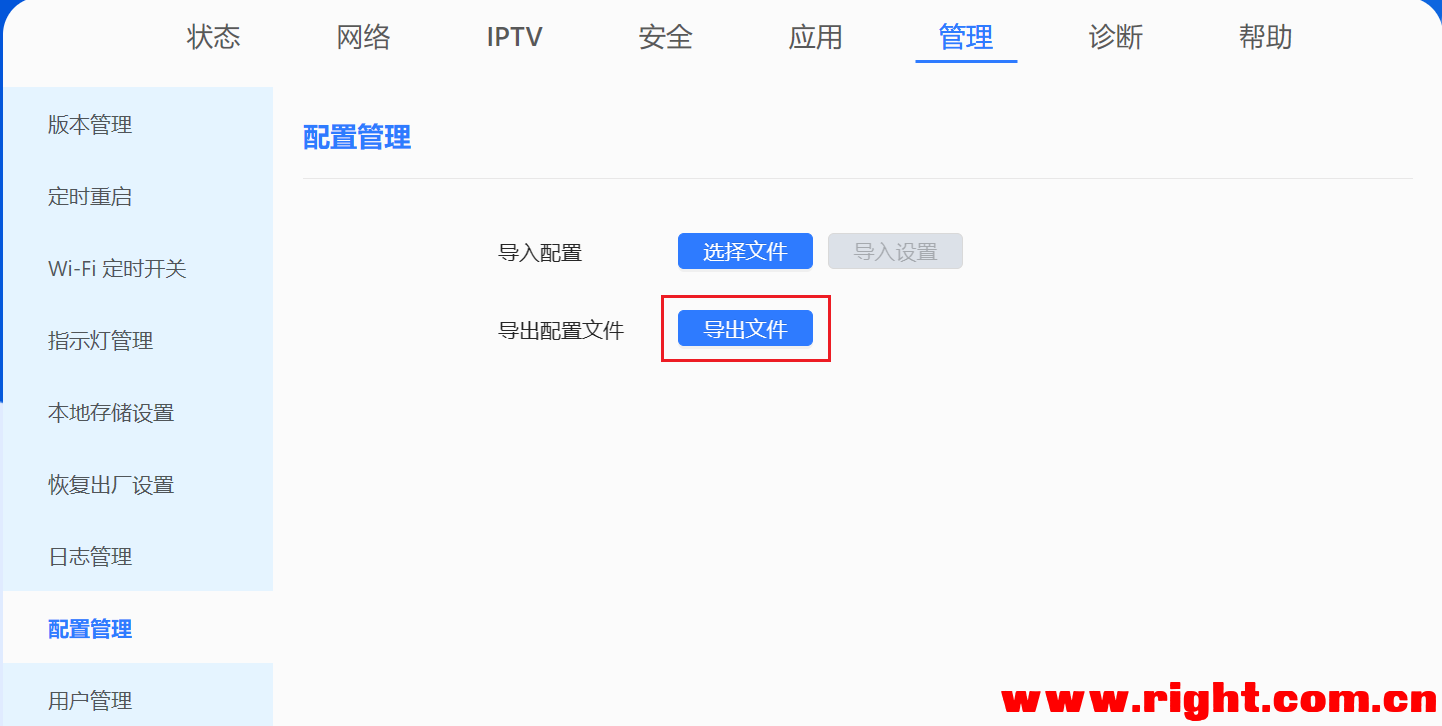 状态 网络 IPTV 安全 应用 管理 诊断 帮助
版本管理
定时重启
Wi-Fi 定时开关
指示灯管理
本地存储设置
恢复出厂设置
日志管理
配置管理
用户管理
配置管理
导入配置 选择文件 导入设置
导出配置文件 导出文件
www.right.com.cn